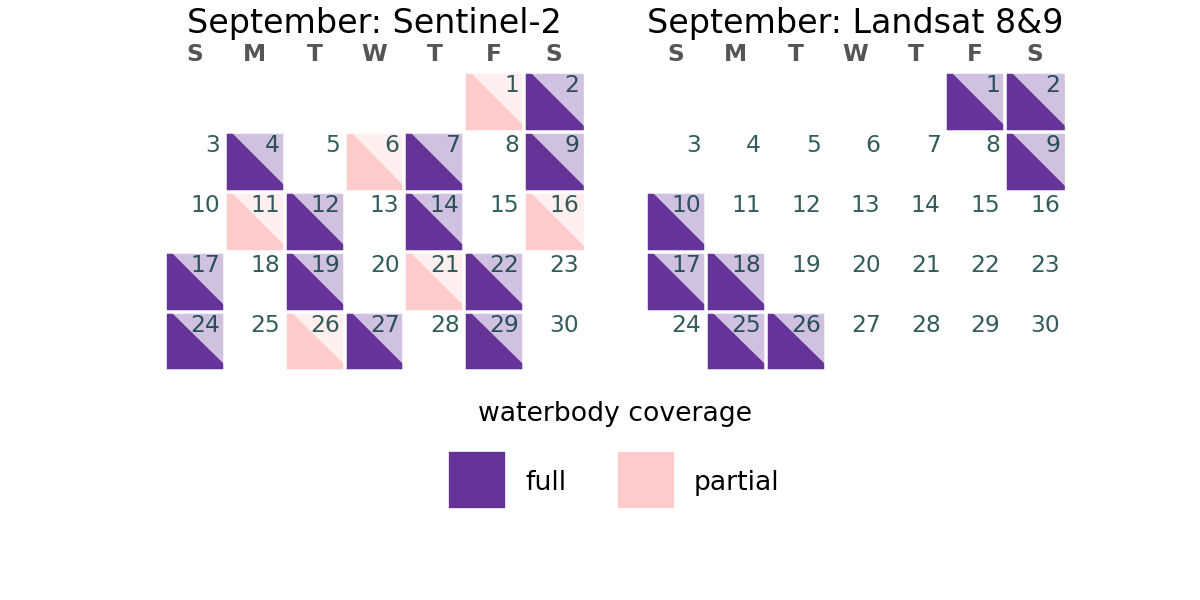 September: Sentinel-2
S M T W T F S
1 2
3 4 5 6 7 8 9
10 11 12 13 14 15 16
17 18 19 20 21 22 23
24 25 26 27 28 29 30
September: Landsat 8&9
S M T W T F S
1 2
3 4 5 6 7 8 9
10 11 12 13 14 15 16
17 18 19 20 21 22 23
24 25 26 27 28 29 30
waterbody coverage
full partial